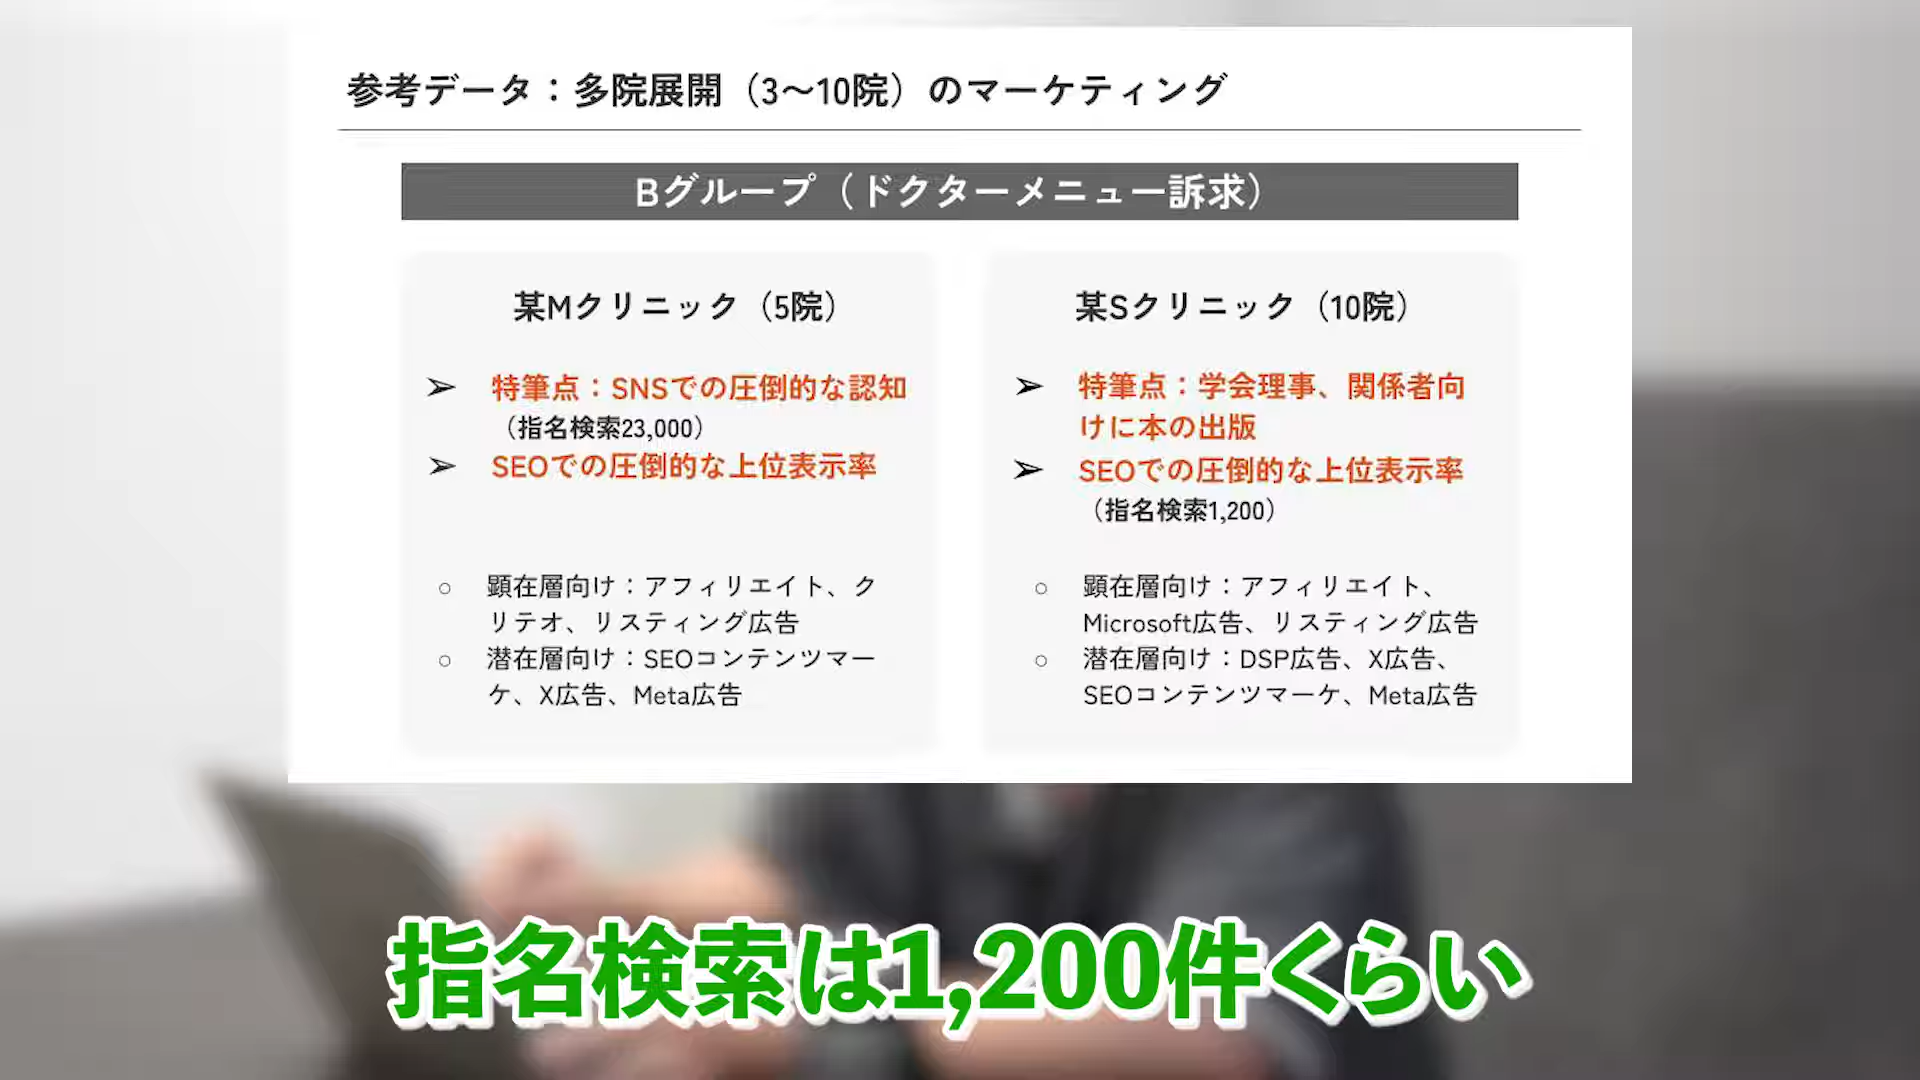 参考データ：多院展開（3〜10院）のマーケティング
Bグループ（ドクターメニュー訴求）
某Mクリニック（5院）
➢ 特筆点：SNSでの圧倒的な認知
（指名検索23,000）
➢ SEOでの圧倒的な上位表示率
○ 顕在層向け：アフィリエイト、ク
リテオ、リスティング広告
○ 潜在層向け：SEOコンテンツマー
ケ、X広告、Meta広告
某Sクリニック（10院）
➢ 特筆点：学会理事、関係者向
けに本の出版
➢ SEOでの圧倒的な上位表示率
（指名検索1,200）
○ 顕在層向け：アフィリエイト、
Microsoft広告、リスティング広告
○ 潜在層向け：DSP広告、X広告、
SEOコンテンツマーケ、Meta広告
指名検索は1,200件くらい